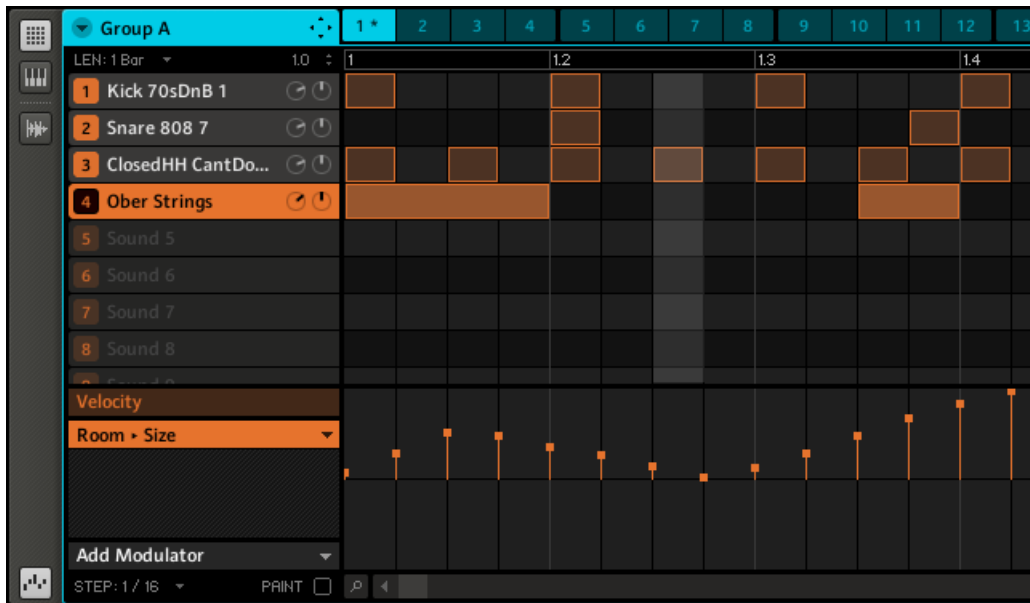 Group A 1 * 2 3 4 5 6 7 8 9 10 11 12 13
LEN: 1 Bar 1.0 1 1.2 1.3 1.4
1 Kick 70sDnB 1
2 Snare 808 7
3 ClosedHH CantDo...
4 Ober Strings
5 Sound 5
6 Sound 6
7 Sound 7
8 Sound 8
Velocity
Room ▸ Size
Add Modulator
STEP: 1 / 16 PAINT